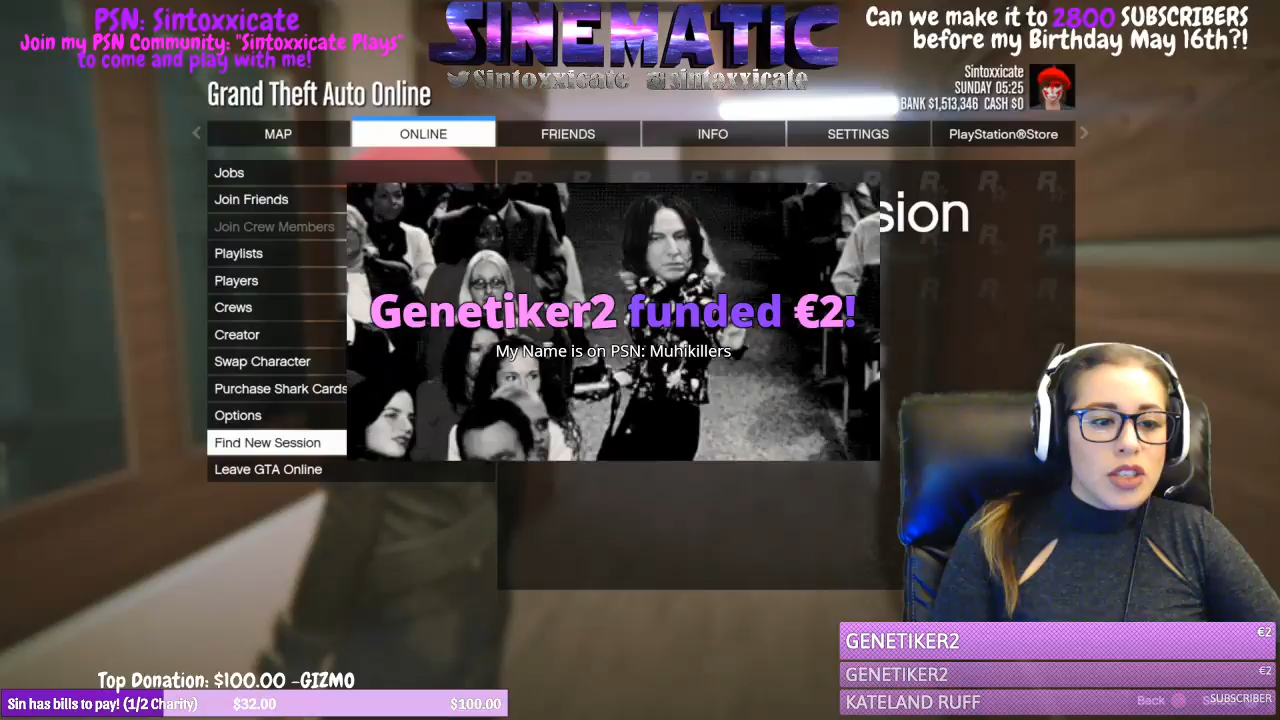 PSN: Sintoxxicate
Join my PSN Community: "Sintoxxicate Plays"
to come and play with me!
SINEMATIC
Sintoxxicate sintaxxicate
Can we make it to 2800 SUBSCRIBERS
before my Birthday May 16th?!
Grand Theft Auto Online
Sintoxxicate
SUNDAY 05:25
BANK $1,513,346 CASH $0
MAP
ONLINE
FRIENDS
INFO
SETTINGS
PlayStation®Store
Jobs
Join Friends
Join Crew Members
Playlists
Players
Crews
Creator
Swap Character
Purchase Shark Cards
Options
Find New Session
Leave GTA Online
sion
Genetiker2 funded €2!
My Name is on PSN: Muhikillers
GENETIKER2 €2
GENETIKER2 €2
KATELAND RUFF SUBSCRIBER
Back
Top Donation: $100.00 -GIZMO
Sin has bills to pay! (1/2 Charity) $32.00 $100.00